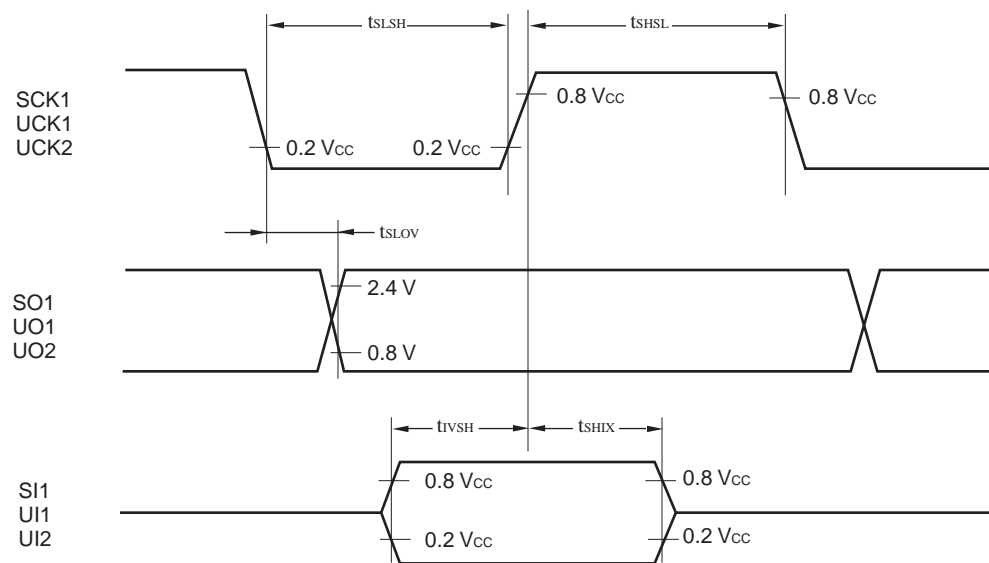 tSLSH
tSHSL
SCK1
UCK1
UCK2
0.8 VCC
0.8 VCC
0.2 VCC
0.2 VCC
tSLOV
SO1
UO1
UO2
2.4 V
0.8 V
tIVSH
tSHIX
SI1
UI1
UI2
0.8 VCC
0.8 VCC
0.2 VCC
0.2 VCC